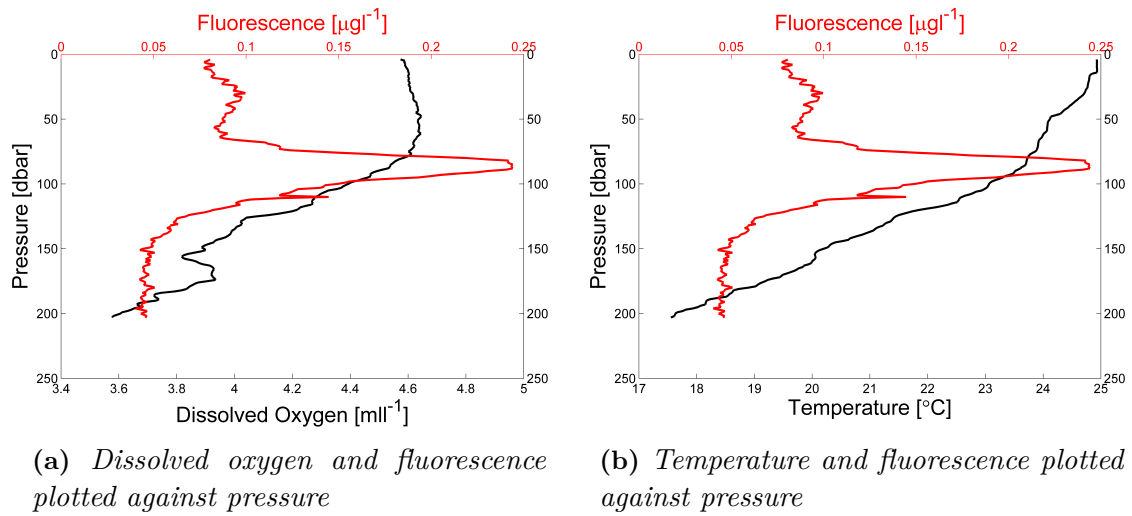 Fluorescence [μgl⁻¹]
0 0.05 0.1 0.15 0.2 0.25
0 0
50 50
100 100
150 150
200 200
250 250
Pressure [dbar]
3.4 3.6 3.8 4 4.2 4.4 4.6 4.8 5
Dissolved Oxygen [mll⁻¹]
(a) Dissolved oxygen and fluorescence
plotted against pressure
Fluorescence [μgl⁻¹]
0 0.05 0.1 0.15 0.2 0.25
0 0
50 50
100 100
150 150
200 200
250 250
Pressure [dbar]
17 18 19 20 21 22 23 24 25
Temperature [°C]
(b) Temperature and fluorescence plotted
against pressure